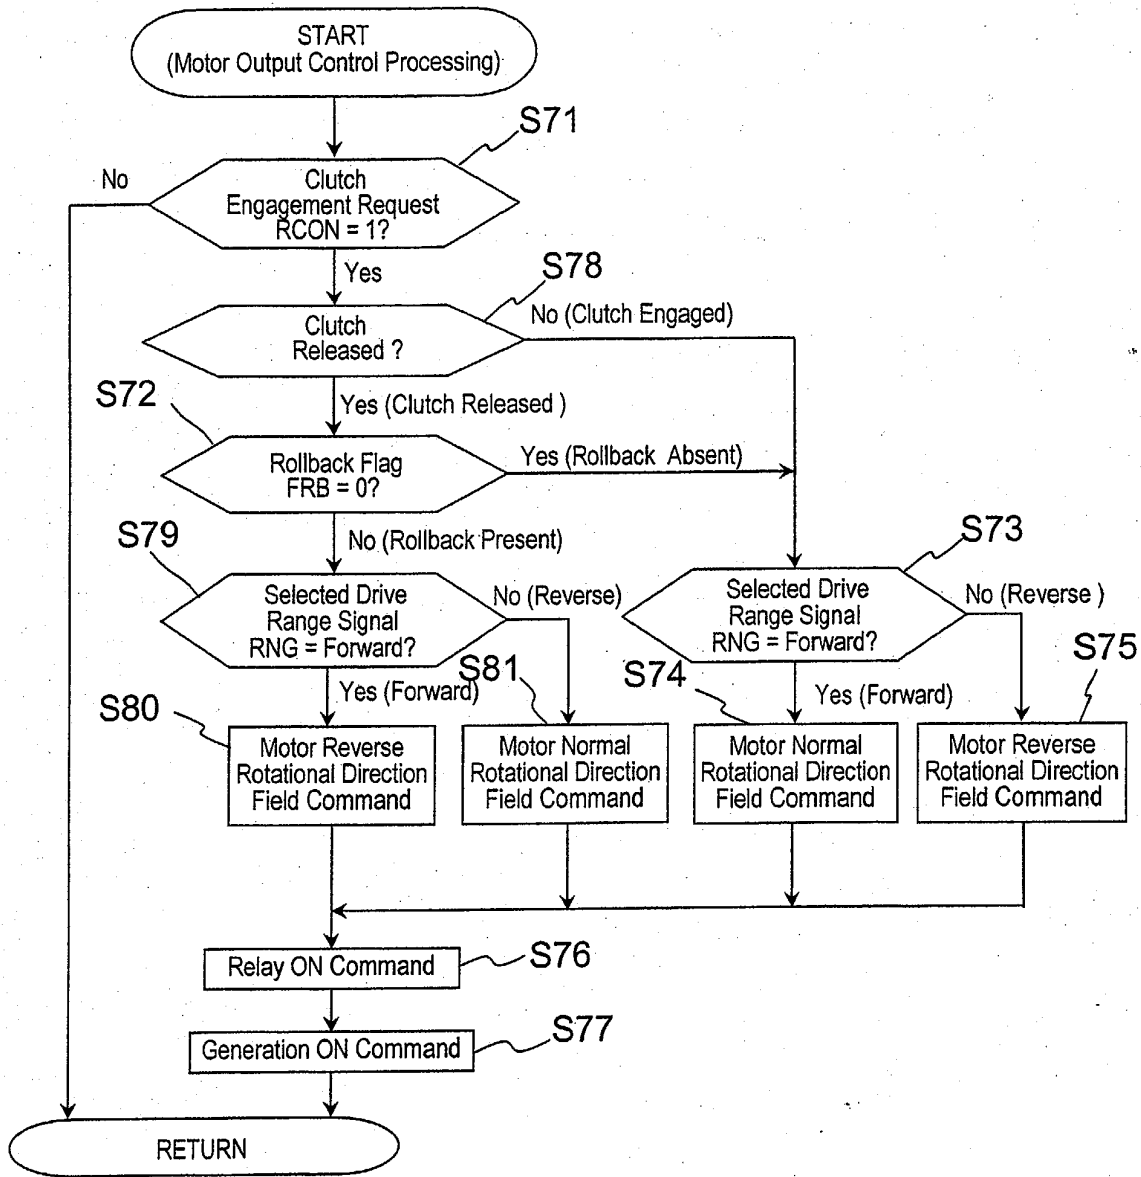 START
(Motor Output Control Processing)
S71
No
Clutch
Engagement Request
RCON = 1?
Yes
S78
No (Clutch Engaged)
Clutch
Released ?
S72
Yes (Clutch Released )
Rollback Flag
FRB = 0?
Yes (Rollback Absent)
S79
No (Rollback Present)
S73
Selected Drive
Range Signal
RNG = Forward?
No (Reverse)
Selected Drive
Range Signal
RNG = Forward?
No (Reverse )
S80
Yes (Forward)
S81
S74
Yes (Forward)
S75
Motor Reverse
Rotational Direction
Field Command
Motor Normal
Rotational Direction
Field Command
Motor Normal
Rotational Direction
Field Command
Motor Reverse
Rotational Direction
Field Command
Relay ON Command
S76
Generation ON Command
S77
RETURN